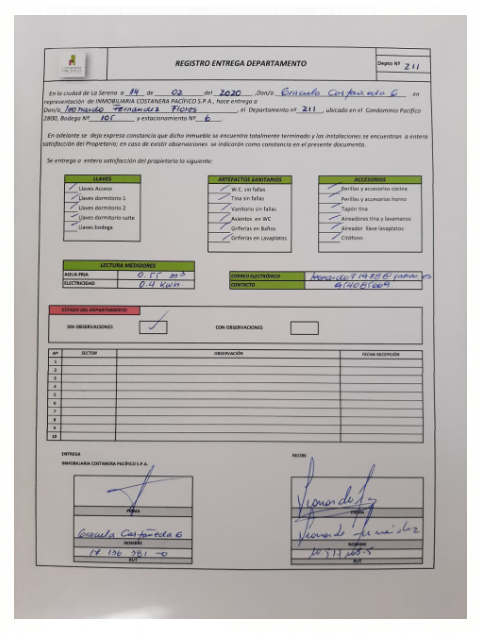 REGISTRO ENTREGA DEPARTAMENTO
Depto Nº 211
En la ciudad de La Serena a 14 de 02 del 2020 ,Don/a Graciela Castañeda G en
representación de INMOBILIARIA COSTANERA PACÍFICO S.P.A., hace entrega a
Don/a Leonardo Fernandez Flores , el Departamento nº 211 , ubicado en el Condominio Pacífico
2800, Bodega Nº 105 y estacionamiento Nº 6
En adelante se deja expresa constancia que dicho inmueble se encuentra totalmente terminado y las instalaciones se encuentran a entera
satisfacción del Propietario; en caso de existir observaciones se indicarán como constancia en el presente documento.
Se entrega a entera satisfacción del propietario lo siguiente:
LLAVES
Llaves Acceso
Llaves dormitorio 1
Llaves dormitorio 2
Llaves dormitorio suite
Llaves bodega
ARTEFACTOS SANITARIOS
W.C. sin fallas
Tina sin fallas
Vanitorio sin fallas
Asientos en WC
Griferías en Baños
Griferías en Lavaplatos
ACCESORIOS
Perillas y accesorios cocina
Perillas y accesorios horno
Tapón tina
Aireadores tina y lavamanos
Aireador llave lavaplatos
Citófono
LECTURA MEDIDORES
AGUA FRIA 0.55 m3
ELECTRICIDAD 0.4 Kwh
CORREO ELECTRÓNICO
CONTACTO
ESTADO DEL DEPARTAMENTO
SIN OBSERVACIONES
CON OBSERVACIONES
Nº SECTOR OBSERVACIÓN FECHA RECEPCIÓN
1
2
3
4
5
6
7
8
9
10
ENTREGA
INMOBILIARIA COSTANERA PACÍFICO S.P.A.
FIRMA
Graciela Castañeda G
NOMBRE
17 136 381 -0
RUT
RECIBE
FIRMA
Leonardo Fernández
NOMBRE
RUT